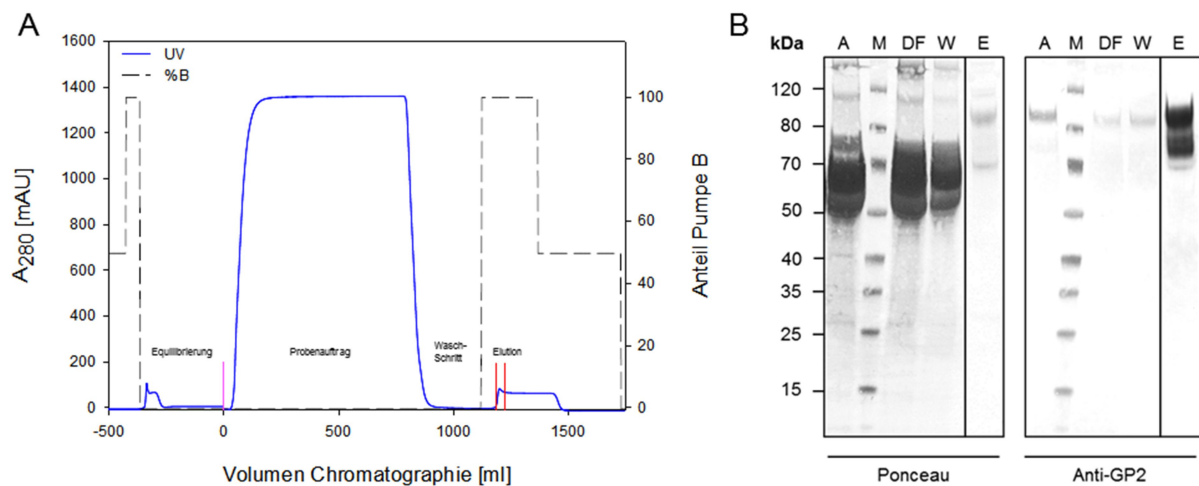 A
1600
1400
1200
1000
800
600
400
200
0
A280 [mAU]
UV
%B
Equilibrierung
Probenauftrag
Wasch-
Schritt
Elution
100
80
60
40
20
0
Anteil Pumpe B
-500 0 500 1000 1500
Volumen Chromatographie [ml]
B
kDa A M DF W E A M DF W E
120
80
70
50
40
35
25
15
Ponceau Anti-GP2